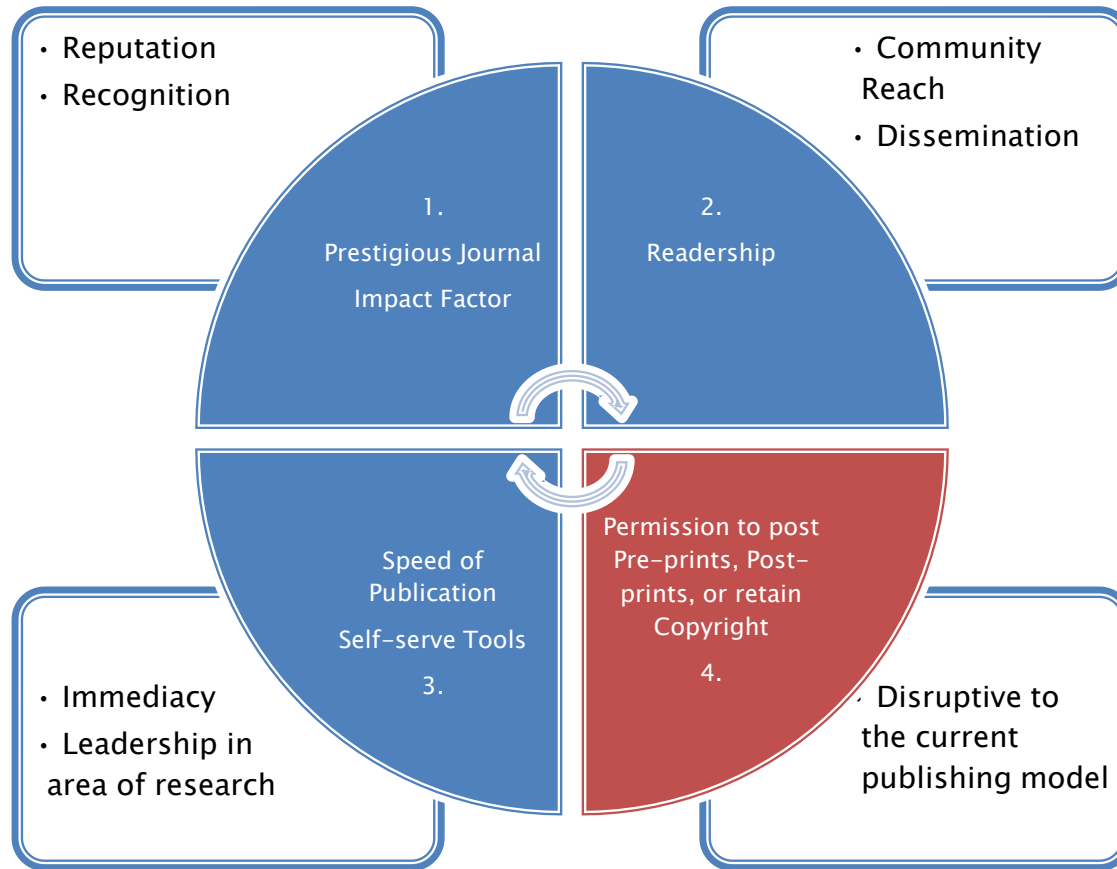 • Reputation
• Recognition
• Community
Reach
• Dissemination
1.
Prestigious Journal
Impact Factor
2.
Readership
Speed of
Publication
Self-serve Tools
3.
Permission to post
Pre-prints, Post-
prints, or retain
Copyright
4.
• Immediacy
• Leadership in
area of research
• Disruptive to
the current
publishing model